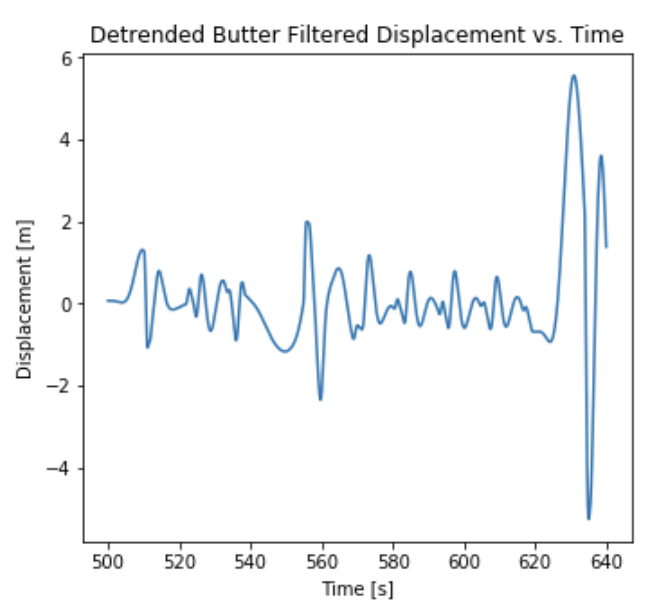 Detrended Butter Filtered Displacement vs. Time
6
4
2
0
−2
−4
Displacement [m]
500 520 540 560 580 600 620 640
Time [s]